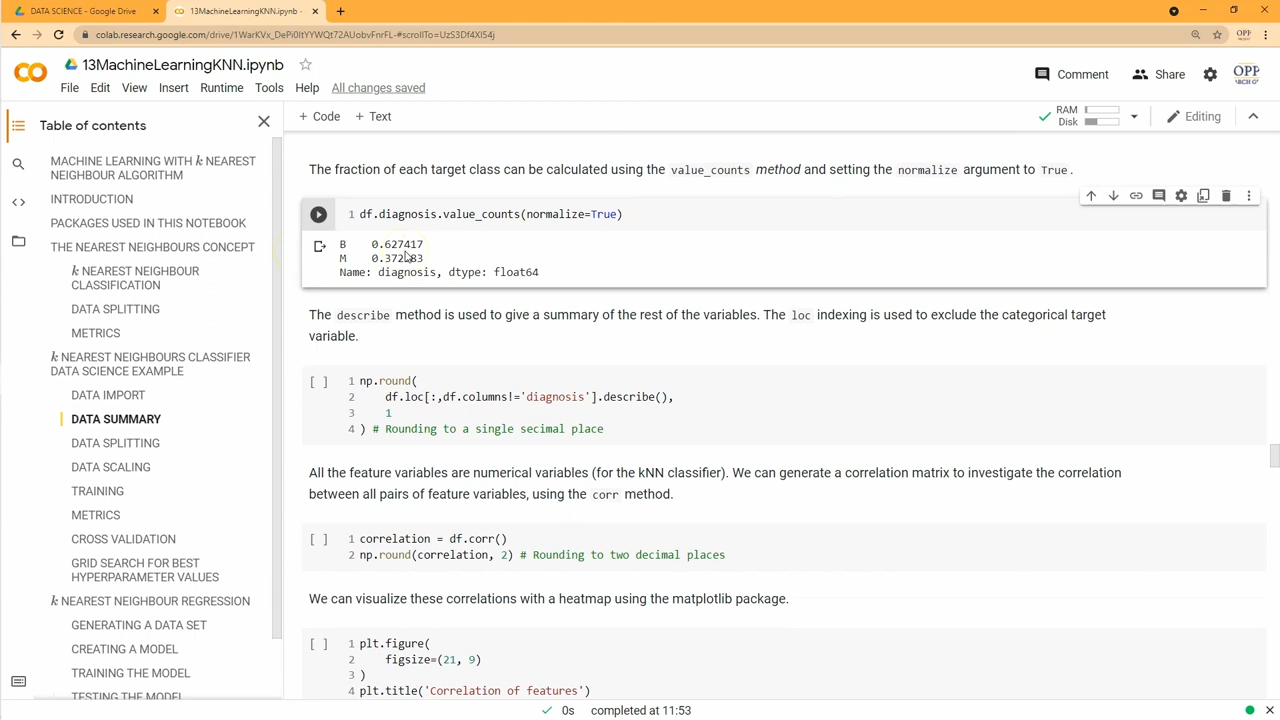 DATA SCIENCE - Google Drive
13MachineLearningKNN.ipynb
colab.research.google.com/drive/1WarKVx_DePi0ItYYWQt72AUobvFnrFL-#scrollTo=UzS3Df4Xl54j
13MachineLearningKNN.ipynb
File Edit View Insert Runtime Tools Help All changes saved
Comment Share
+ Code + Text
RAM
Disk
Editing
Table of contents
MACHINE LEARNING WITH k NEAREST
NEIGHBOUR ALGORITHM
INTRODUCTION
PACKAGES USED IN THIS NOTEBOOK
THE NEAREST NEIGHBOURS CONCEPT
k NEAREST NEIGHBOUR
CLASSIFICATION
DATA SPLITTING
METRICS
k NEAREST NEIGHBOURS CLASSIFIER
DATA SCIENCE EXAMPLE
DATA IMPORT
DATA SUMMARY
DATA SPLITTING
DATA SCALING
TRAINING
METRICS
CROSS VALIDATION
GRID SEARCH FOR BEST
HYPERPARAMETER VALUES
k NEAREST NEIGHBOUR REGRESSION
GENERATING A DATA SET
CREATING A MODEL
TRAINING THE MODEL
TESTING THE MODEL
The fraction of each target class can be calculated using the value_counts method and setting the normalize argument to True.
1 df.diagnosis.value_counts(normalize=True)
B 0.627417
M 0.372583
Name: diagnosis, dtype: float64
The describe method is used to give a summary of the rest of the variables. The loc indexing is used to exclude the categorical target
variable.
[ ] 1 np.round(
2 df.loc[:,df.columns!='diagnosis'].describe(),
3 1
4 ) # Rounding to a single secimal place
All the feature variables are numerical variables (for the kNN classifier). We can generate a correlation matrix to investigate the correlation
between all pairs of feature variables, using the corr method.
[ ] 1 correlation = df.corr()
2 np.round(correlation, 2) # Rounding to two decimal places
We can visualize these correlations with a heatmap using the matplotlib package.
[ ] 1 plt.figure(
2 figsize=(21, 9)
3 )
4 plt.title('Correlation of features')
0s completed at 11:53